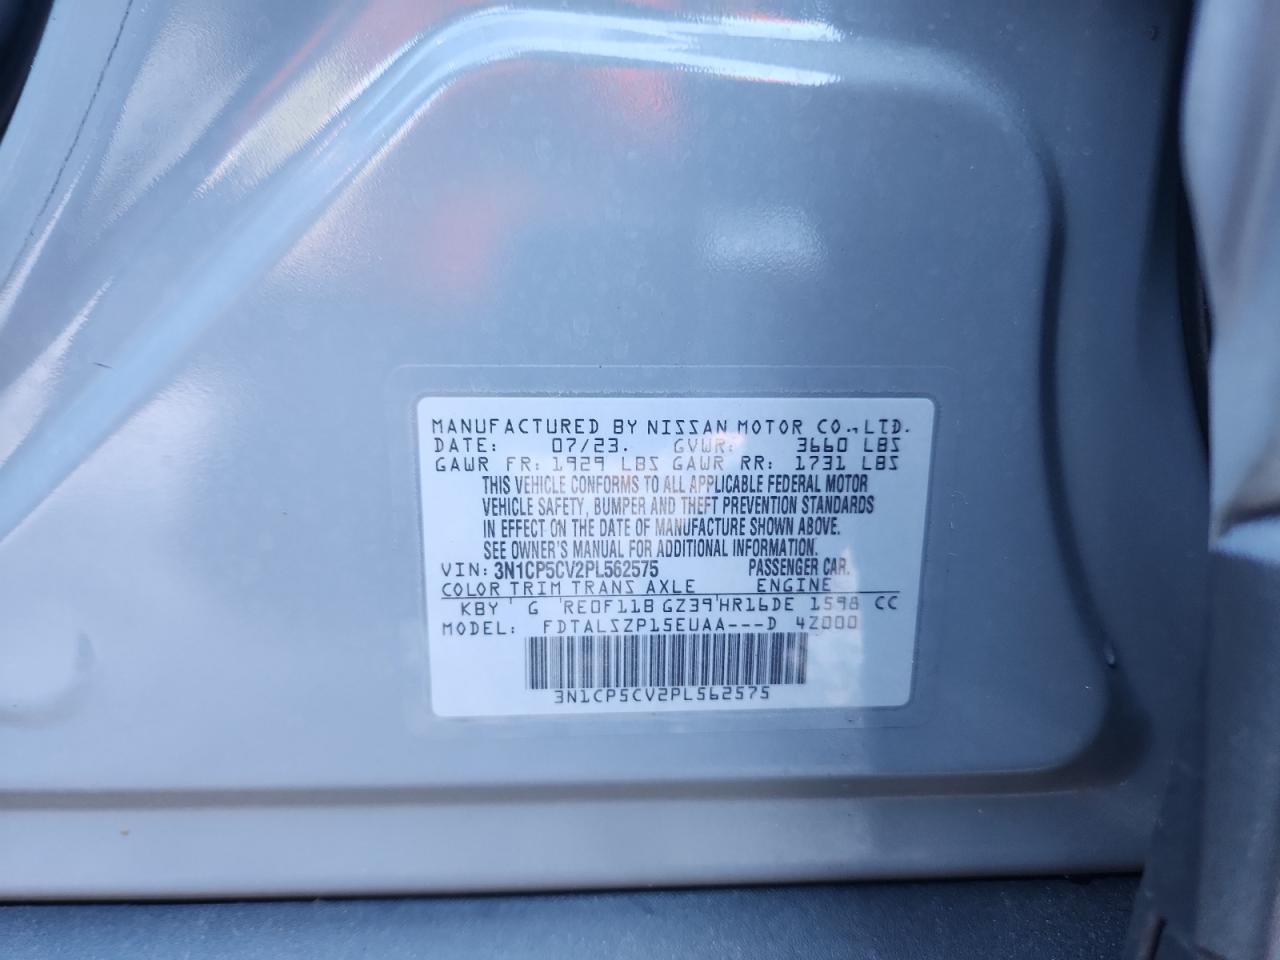 MANUFACTURED BY NISSAN MOTOR CO.,LTD.
DATE: 07/23. GVWR: 3660 LBS
GAWR FR: 1929 LBS GAWR RR: 1731 LBS
THIS VEHICLE CONFORMS TO ALL APPLICABLE FEDERAL MOTOR
VEHICLE SAFETY, BUMPER AND THEFT PREVENTION STANDARDS
IN EFFECT ON THE DATE OF MANUFACTURE SHOWN ABOVE.
SEE OWNER'S MANUAL FOR ADDITIONAL INFORMATION.
VIN: 3N1CP5CV2PL562575 PASSENGER CAR.
COLOR TRIM TRANS AXLE ENGINE
KBY G RE0F11B GZ39 HR16DE 1598 CC
MODEL: FDTALSZP15EUAA---D 4Z000
3N1CP5CV2PL562575